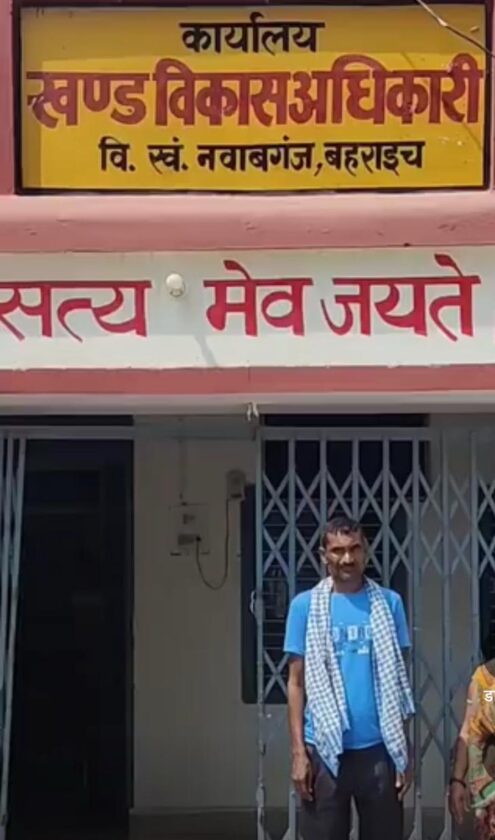 कार्यालय
खण्ड विकास अधिकारी
वि. स्वं. नवाबगंज, बहराइच
सत्य मेव जयते